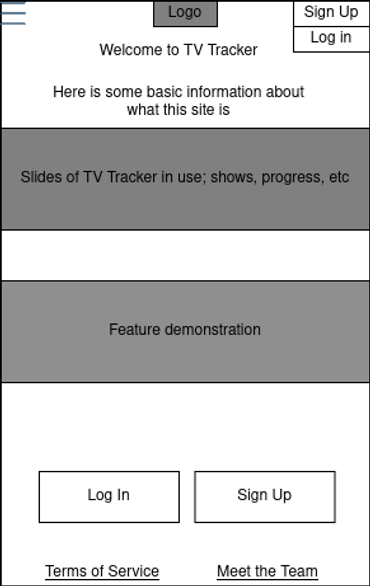 Logo
Sign Up
Log in
Welcome to TV Tracker
Here is some basic information about
what this site is
Slides of TV Tracker in use; shows, progress, etc
Feature demonstration
Log In
Sign Up
Terms of Service
Meet the Team